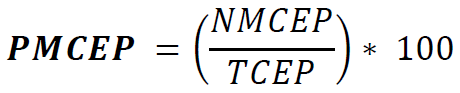 PMCEP = (NMCEP / TCEP) * 100